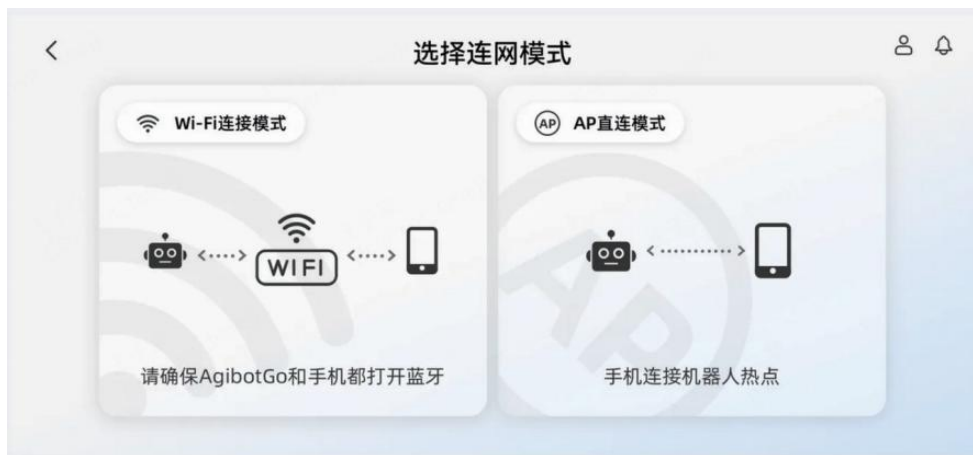 选择连网模式
Wi-Fi连接模式
WIFI
请确保AgibotGo和手机都打开蓝牙
AP
AP直连模式
AP
手机连接机器人热点